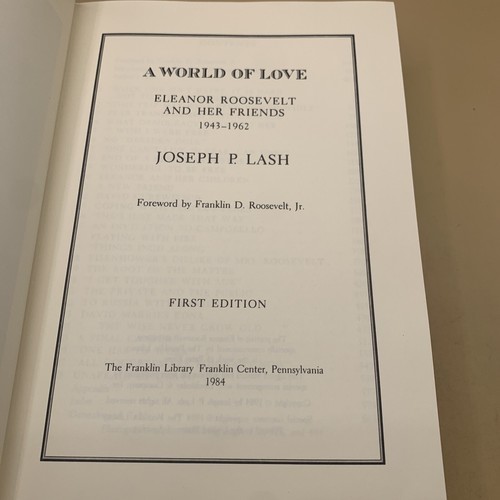 A WORLD OF LOVE
ELEANOR ROOSEVELT
AND HER FRIENDS
1943–1962
JOSEPH P. LASH
Foreword by Franklin D. Roosevelt, Jr.
FIRST EDITION
The Franklin Library Franklin Center, Pennsylvania
1984